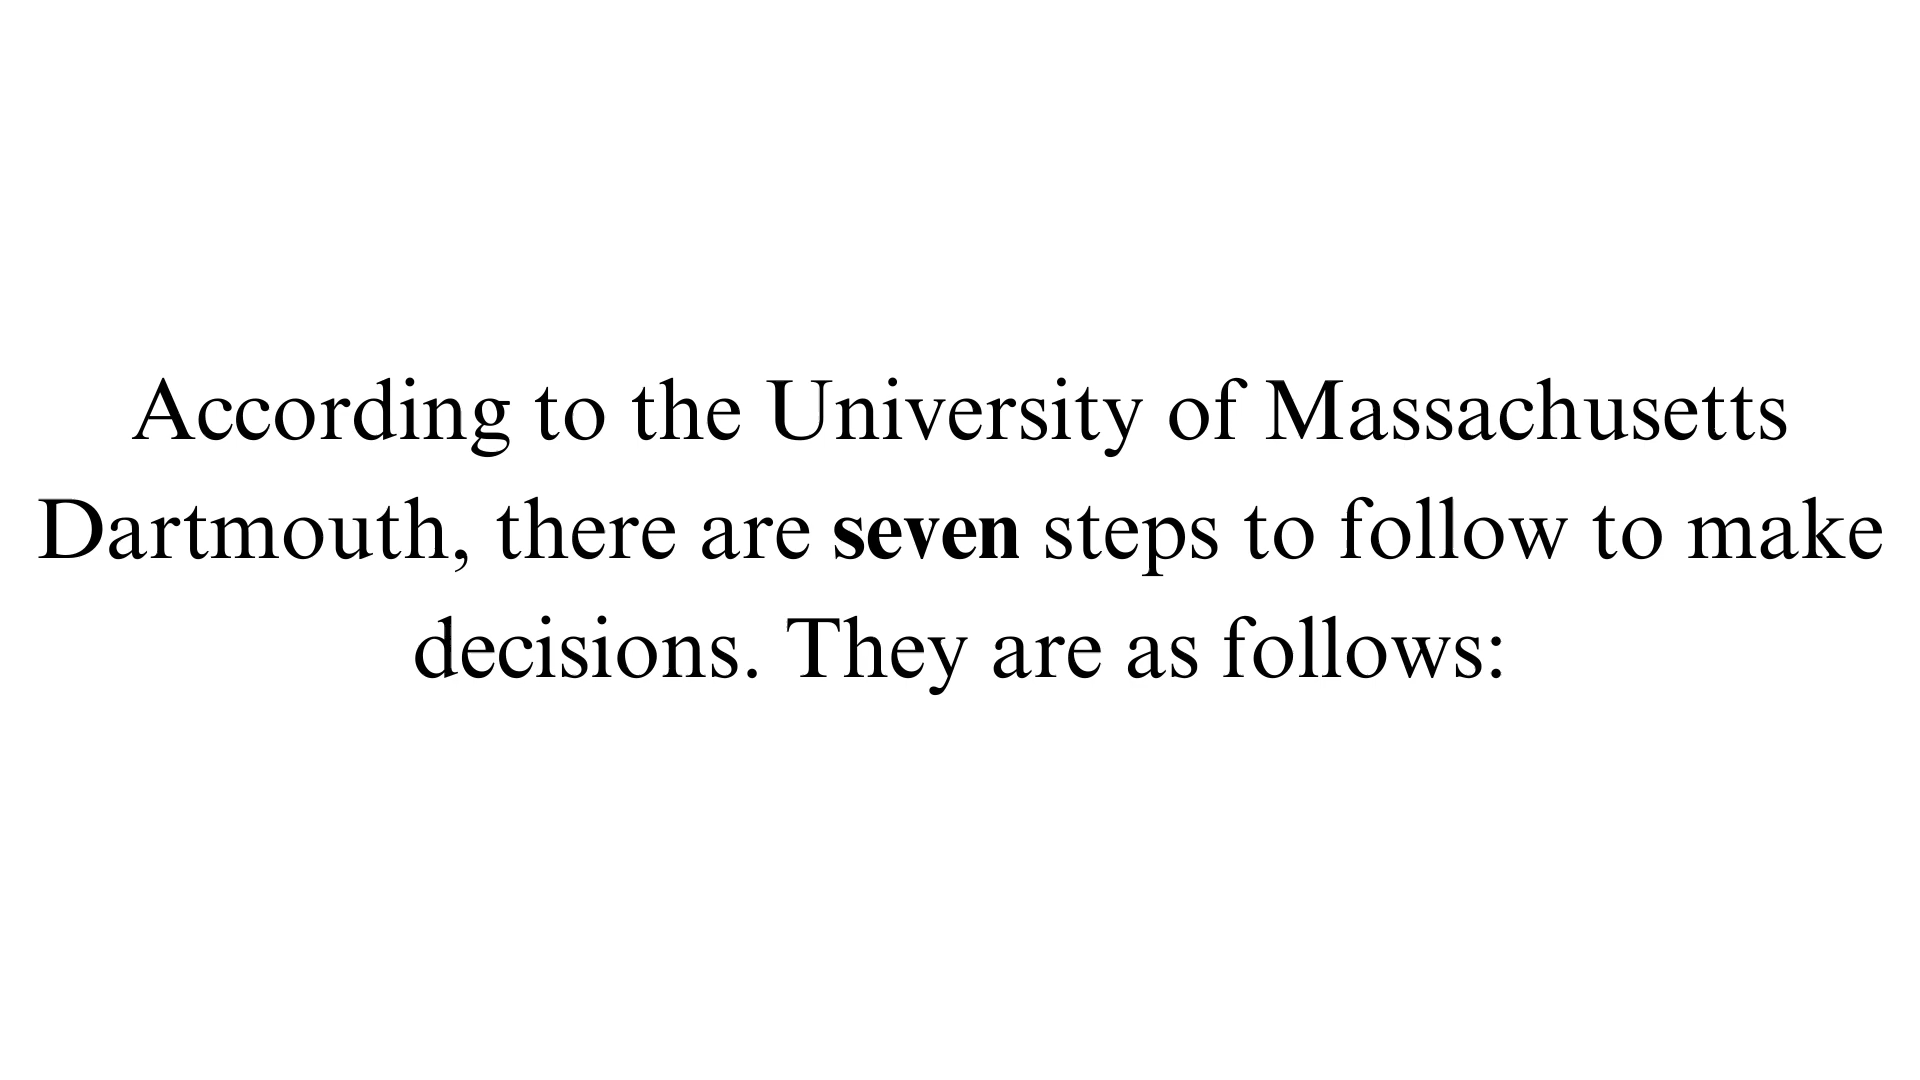 According to the University of Massachusetts
Dartmouth, there are seven steps to follow to make
decisions. They are as follows: